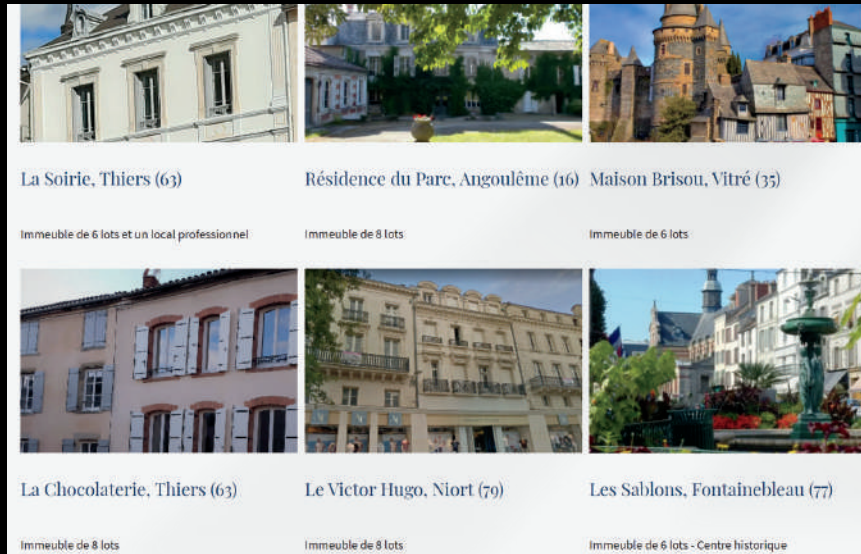 La Soirie, Thiers (63)
Résidence du Parc, Angoulême (16)
Maison Brisou, Vitré (35)
Immeuble de 6 lots et un local professionnel
Immeuble de 8 lots
Immeuble de 6 lots
La Chocolaterie, Thiers (63)
Le Victor Hugo, Niort (79)
Les Sablons, Fontainebleau (77)
Immeuble de 8 lots
Immeuble de 8 lots
Immeuble de 6 lots - Centre historique